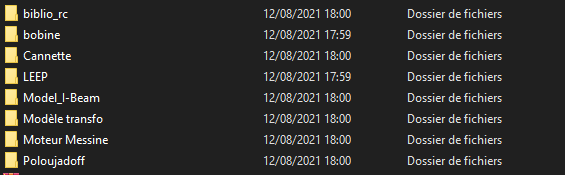 biblio_rc 12/08/2021 18:00 Dossier de fichiers
bobine 12/08/2021 17:59 Dossier de fichiers
Cannette 12/08/2021 18:00 Dossier de fichiers
LEEP 12/08/2021 17:59 Dossier de fichiers
Model_I-Beam 12/08/2021 18:00 Dossier de fichiers
Modèle transfo 12/08/2021 18:00 Dossier de fichiers
Moteur Messine 12/08/2021 18:00 Dossier de fichiers
Poloujadoff 12/08/2021 18:00 Dossier de fichiers